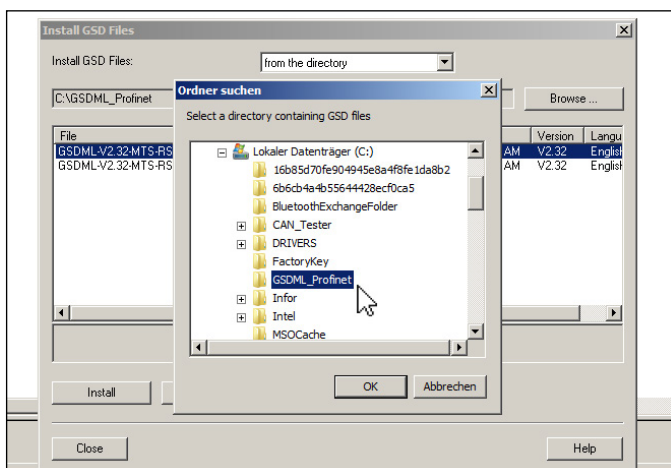 Install GSD Files
Install GSD Files:
from the directory
C:\GSDML_Profinet
Browse ...
File
Version
Langu
GSDML-V2.32-MTS-RS
AM
V2.32
English
GSDML-V2.32-MTS-RS
AM
V2.32
English
Ordner suchen
Select a directory containing GSD files
Lokaler Datenträger (C:)
16b85d70fe904945e8a4f8fe1da8b2
6b6cb4a4b55644428ecf0ca5
BluetoothExchangeFolder
CAN_Tester
DRIVERS
FactoryKey
GSDML_Profinet
Infor
Intel
MSOCache
OK
Abbrechen
Install
Close
Help